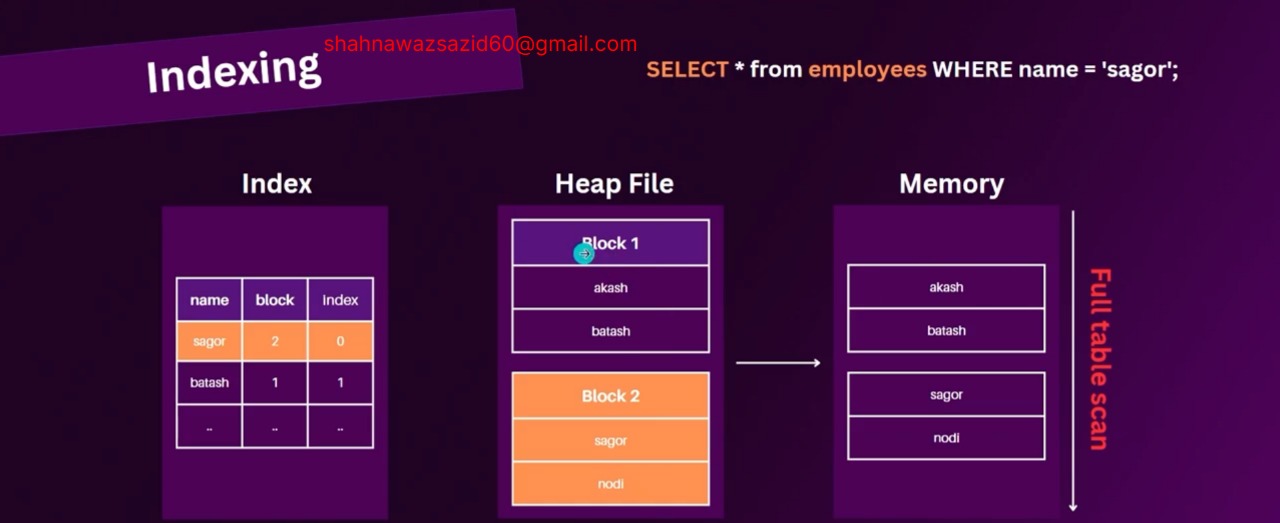 Indexing
shahnawazsazid60@gmail.com
SELECT * from employees WHERE name = 'sagor';
Index
name block Index
sagor 2 0
batash 1 1
.. .. ..
Heap File
Block 1
akash
batash
Block 2
sagor
nodi
Memory
akash
batash
sagor
nodi
Full table scan